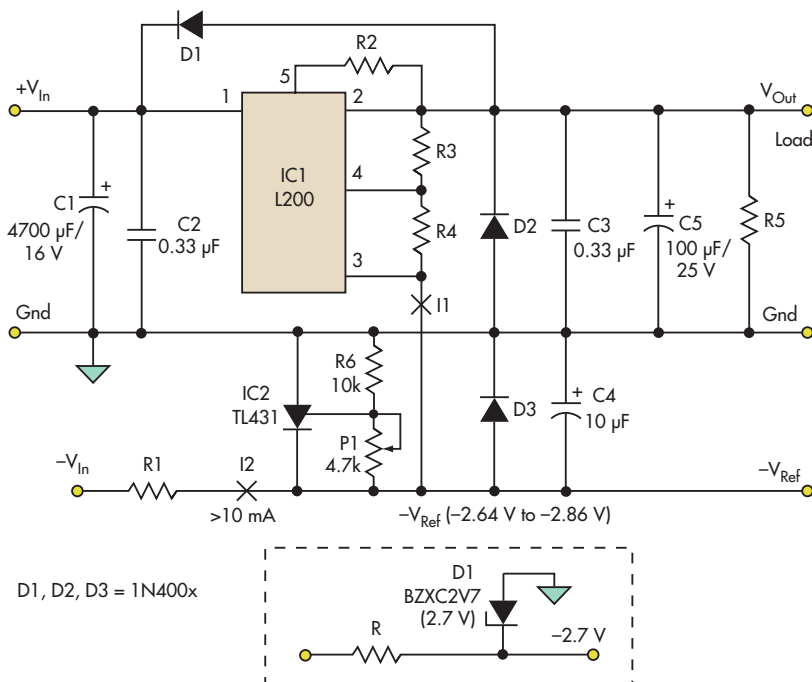 D1
R2
5
+V_In
1
2
V_Out
Load
R3
IC1
L200
4
C1
+
4700 µF/
16 V
C2
0.33 µF
R4
D2
C3
0.33 µF
+
C5
100 µF/
25 V
R5
3
I1
Gnd
Gnd
R6
10k
IC2
TL431
D3
+
C4
10 µF
P1
4.7k
–V_In
R1
I2
>10 mA
–V_Ref (–2.64 V to –2.86 V)
–V_Ref
D1, D2, D3 = 1N400x
D1
BZXC2V7
(2.7 V)
R
–2.7 V